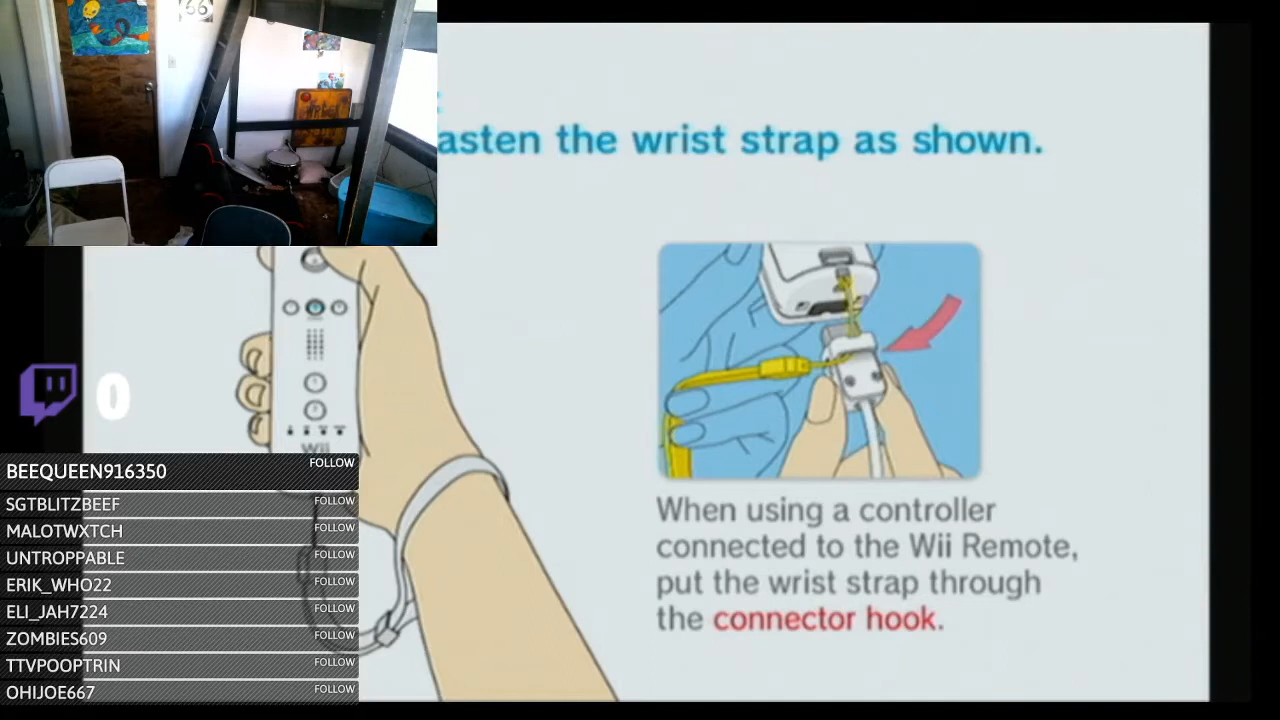 66
asten the wrist strap as shown.
Wii
0
BEEQUEEN916350 FOLLOW
SGTBLITZBEEF FOLLOW
MALOTWXTCH FOLLOW
UNTROPPABLE FOLLOW
ERIK_WHO22 FOLLOW
ELI_JAH7224 FOLLOW
ZOMBIES609 FOLLOW
TTVPOOPTRIN FOLLOW
OHIJOE667 FOLLOW
When using a controller
connected to the Wii Remote,
put the wrist strap through
the connector hook.